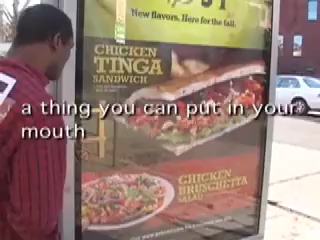 New flavors. Here for the fall.
CHICKEN
TINGA
SANDWICH
a thing you can put in your
mouth
CHICKEN
BRUSCHETTA
SALAD